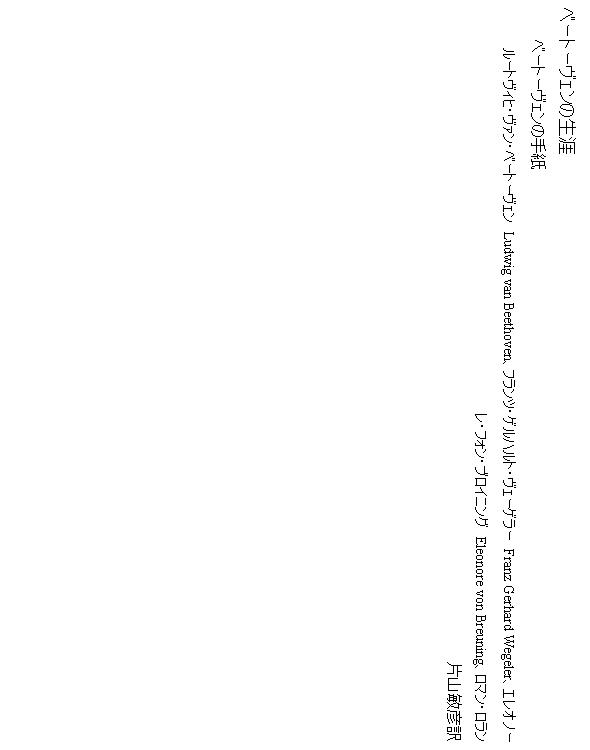 ベートーヴェンの生涯
ベートーヴェンの手紙
ルートヴィヒ・ヴァン・ベートーヴェン Ludwig van Beethoven、フランツ・ゲルハルト・ヴェーゲラー Franz Gerhard Wegeler、エレオノー
レ・フォン・ブロイニング Eleonore von Breuning、ロマン・ロラン
片山敏彦訳